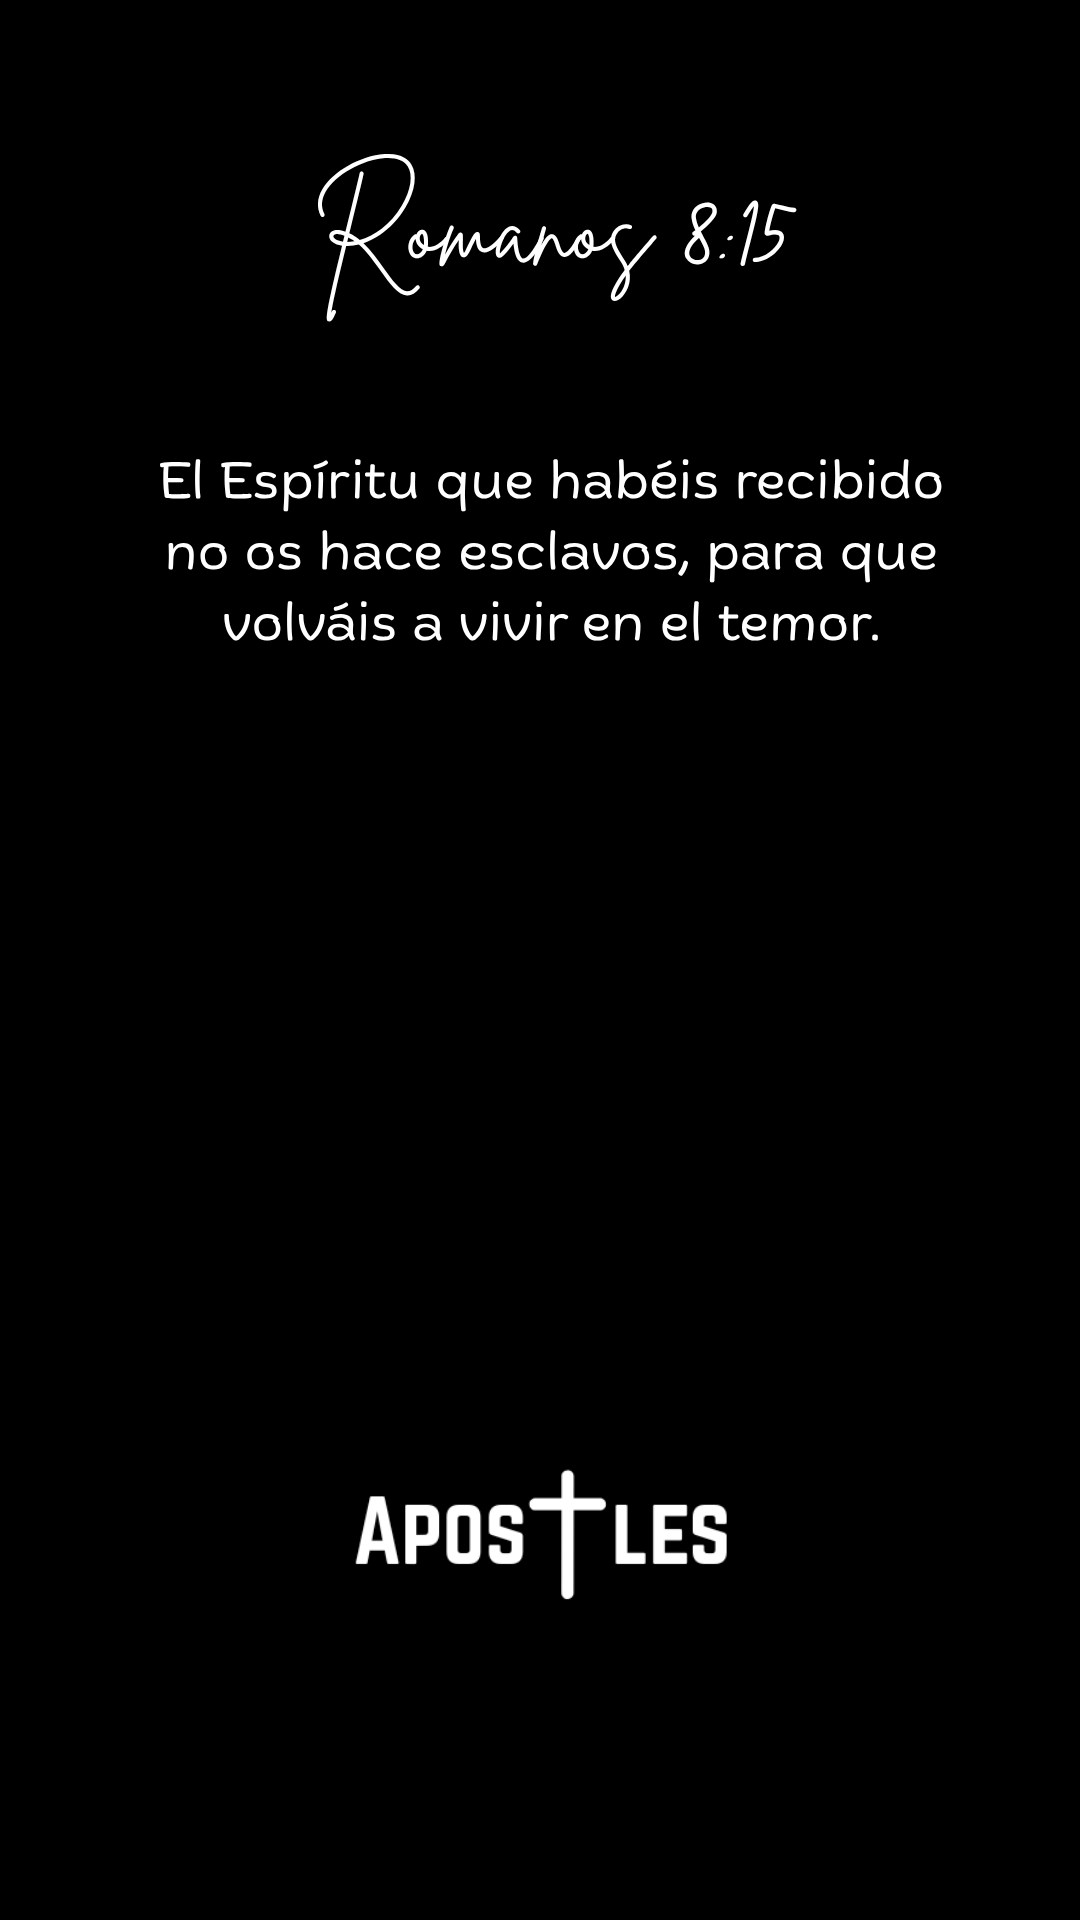 Romanos 8:15
El Espíritu que habéis recibido
no os hace esclavos, para que
volváis a vivir en el temor.
APOSTLES